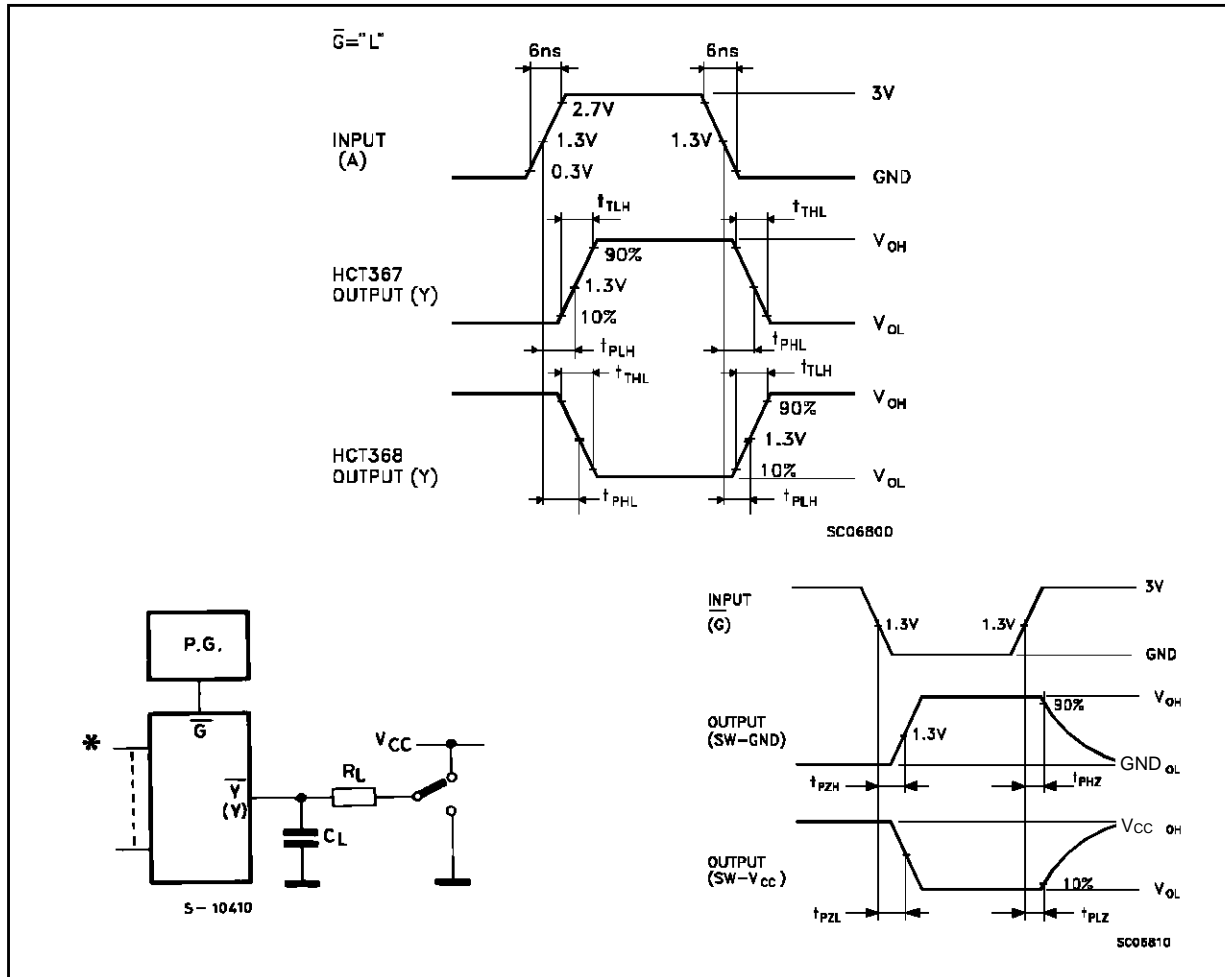 G̅="L"
6ns
6ns
3V
2.7V
INPUT
(A)
1.3V
1.3V
0.3V
GND
tTLH
tTHL
VOH
90%
HCT367
OUTPUT (Y)
1.3V
10%
VOL
tPLH
tPHL
tTHL
tTLH
VOH
90%
1.3V
HCT368
OUTPUT (Y)
10%
VOL
tPHL
tPLH
SC06800
P.G.
G̅
*
VCC
RL
Y̅
(Y)
CL
S-10410
INPUT
(G̅)
3V
1.3V
1.3V
GND
VOH
90%
OUTPUT
(SW-GND)
1.3V
GND OL
tPZH
tPHZ
VCC OH
OUTPUT
(SW-VCC)
10%
VOL
tPZL
tPLZ
SC06810